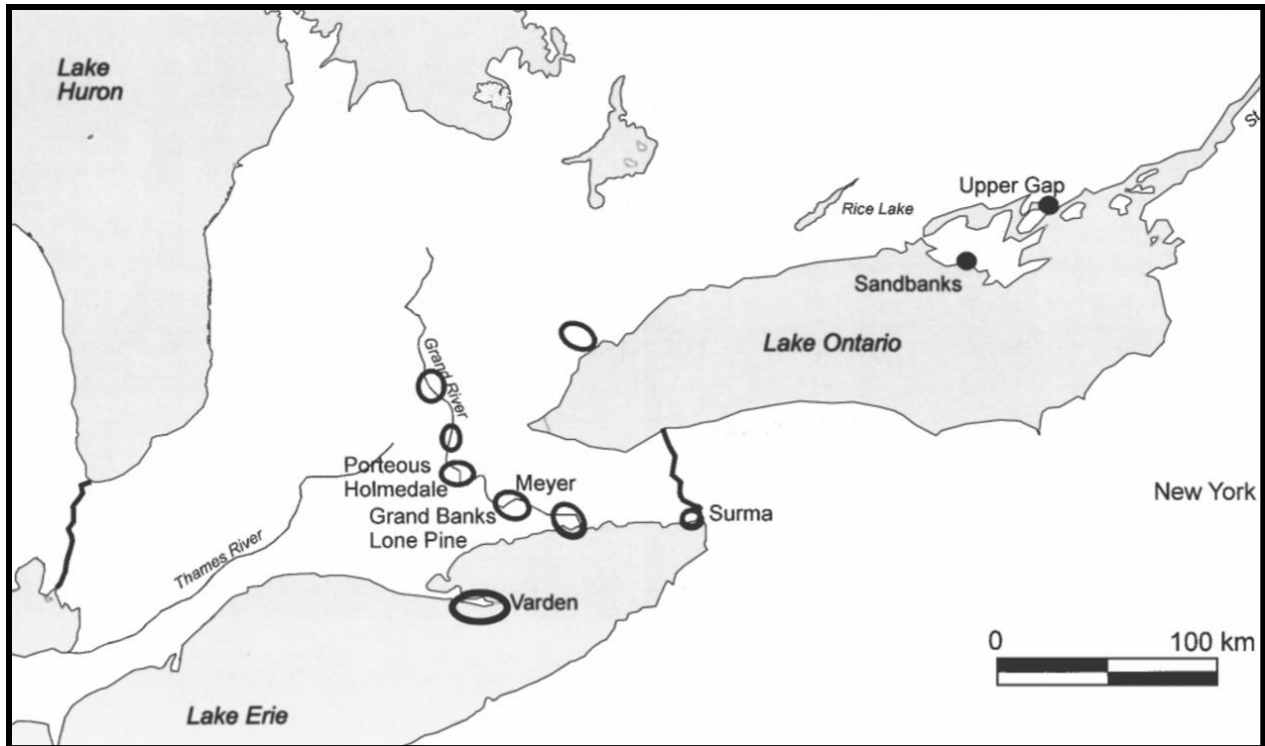 Lake
Huron
St
Upper Gap
Rice Lake
Sandbanks
Lake Ontario
Grand River
Porteous
Holmedale
Meyer
New York
Grand Banks
Surma
Lone Pine
Thames River
Varden
0 100 km
Lake Erie